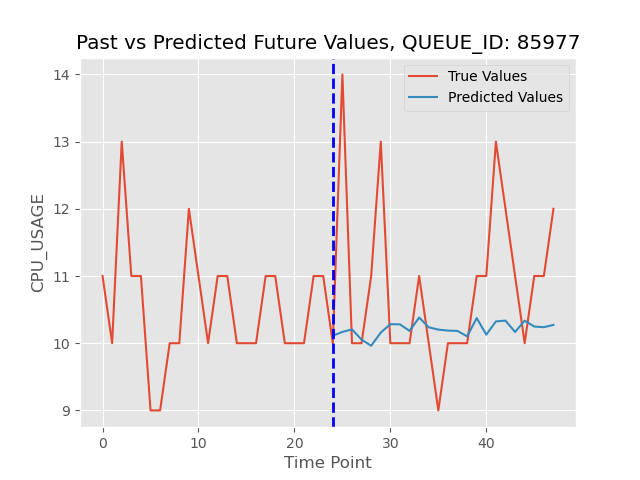 Past vs Predicted Future Values, QUEUE_ID: 85977
True Values
Predicted Values
14
13
12
11
10
9
CPU_USAGE
0
10
20
30
40
Time Point